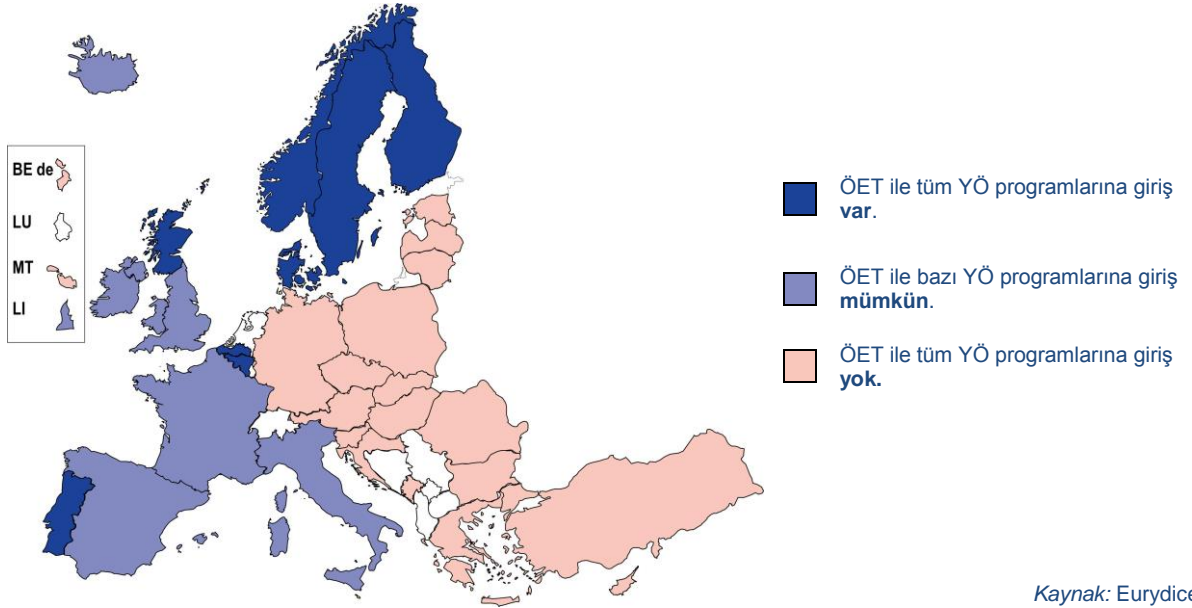 BE de
LU
MT
LI
ÖET ile tüm YÖ programlarına giriş
var.
ÖET ile bazı YÖ programlarına giriş
mümkün.
ÖET ile tüm YÖ programlarına giriş
yok.
Kaynak: Eurydice